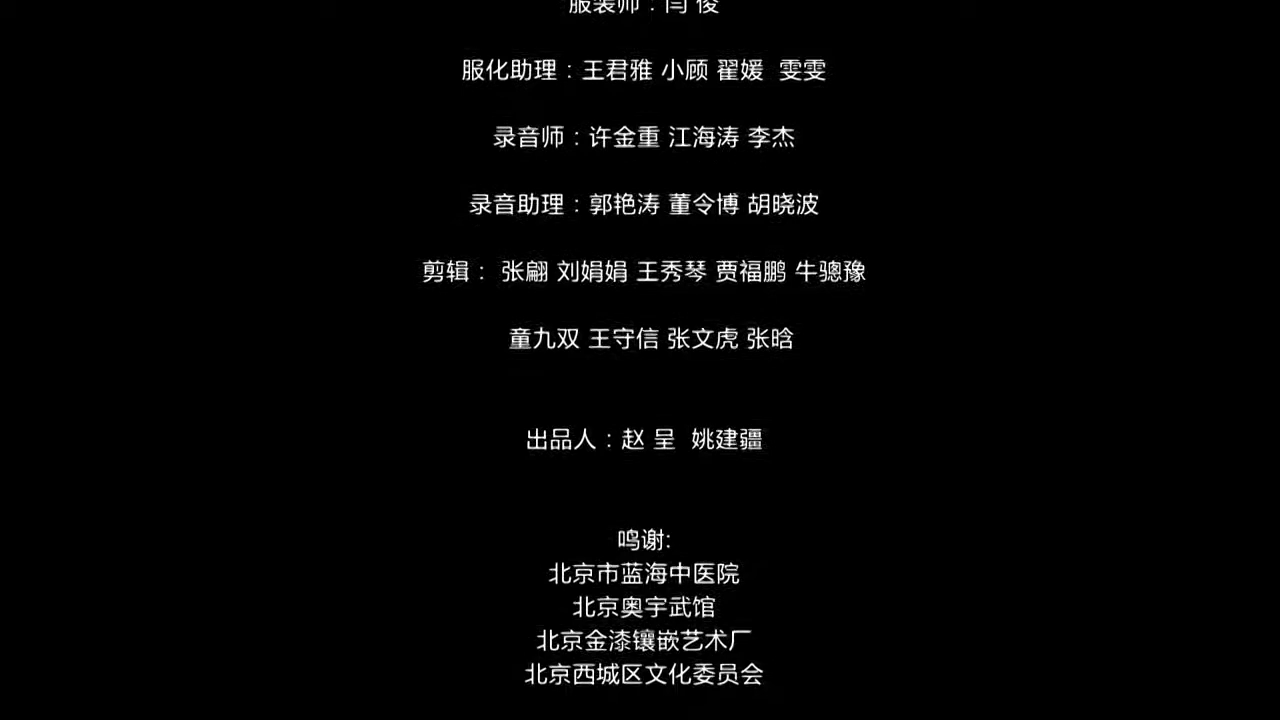 服装师：闫 俊
服化助理：王君雅 小顾 翟媛 雯雯
录音师：许金重 江海涛 李杰
录音助理：郭艳涛 董令博 胡晓波
剪辑： 张翩 刘娟娟 王秀琴 贾福鹏 牛骢豫
童九双 王守信 张文虎 张晗
出品人：赵 呈 姚建疆
鸣谢:
北京市蓝海中医院
北京奥宇武馆
北京金漆镶嵌艺术厂
北京西城区文化委员会